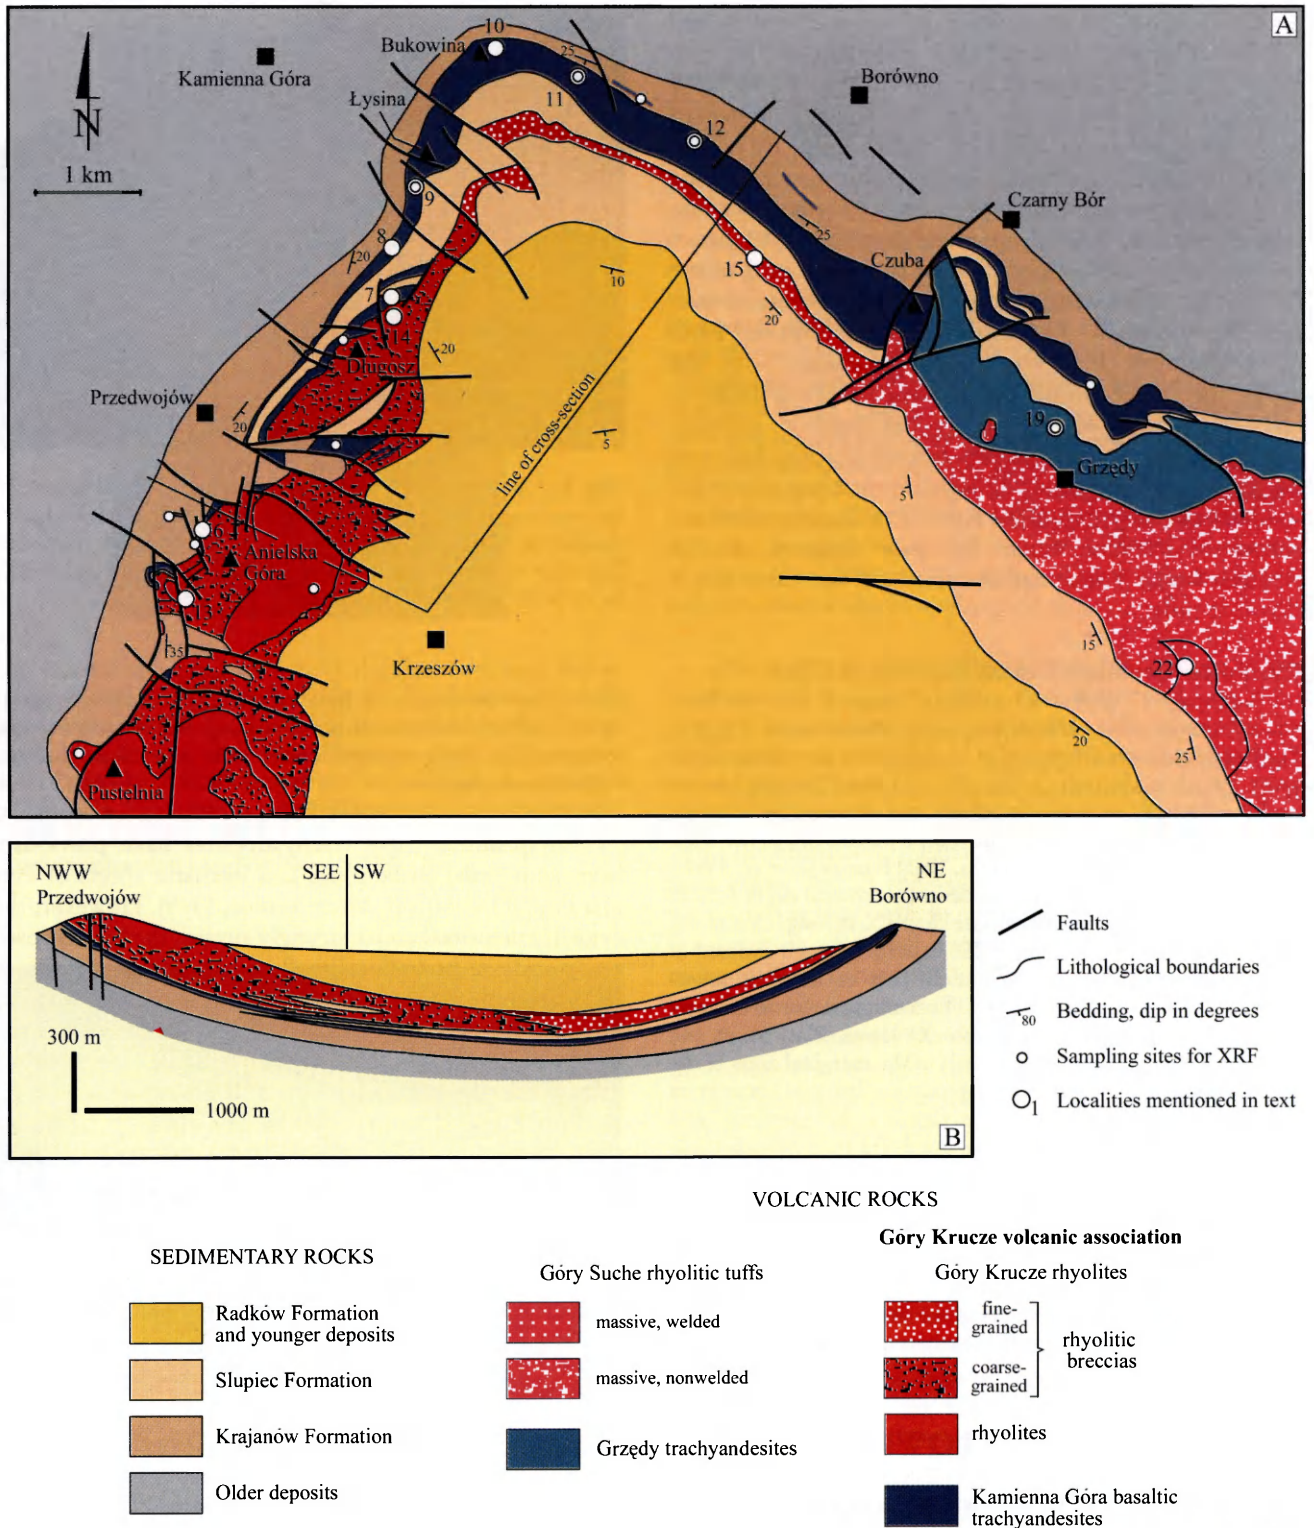 A
10
Bukowina
25
Kamienna Góra
Borówno
Łysina
11
12
N
1 km
9
Czarny Bór
8
25
20
Czuba
15
7
10
20
14
20
Długosz
Przedwojów
20
line of cross-section
19
5
Grzędy
5
6
Anielska
Góra
13
15
35
22
Krzeszów
20
25
Pustelnia
NWW
SEE
SW
NE
Przedwojów
Borówno
300 m
1000 m
B
Faults
Lithological boundaries
80
Bedding, dip in degrees
Sampling sites for XRF
1
Localities mentioned in text
VOLCANIC ROCKS
Góry Krucze volcanic association
SEDIMENTARY ROCKS
Góry Suche rhyolitic tuffs
Góry Krucze rhyolites
Radków Formation
and younger deposits
massive, welded
fine-
grained
rhyolitic
breccias
Slupiec Formation
massive, nonwelded
coarse-
grained
Krajanów Formation
Grzędy trachyandesites
rhyolites
Older deposits
Kamienna Góra basaltic
trachyandesites